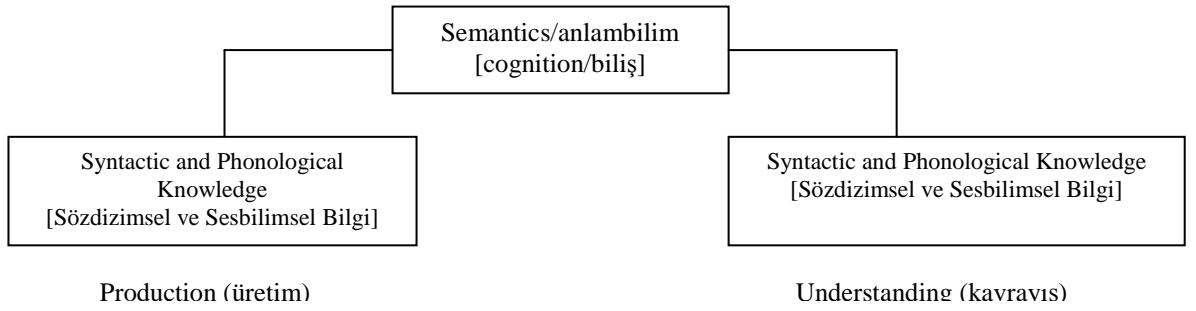 Semantics/anlambilim
[cognition/biliş]
Syntactic and Phonological
Knowledge
[Sözdizimsel ve Sesbilimsel Bilgi]
Syntactic and Phonological Knowledge
[Sözdizimsel ve Sesbilimsel Bilgi]
Production (üretim)
Understanding (kavrayış)